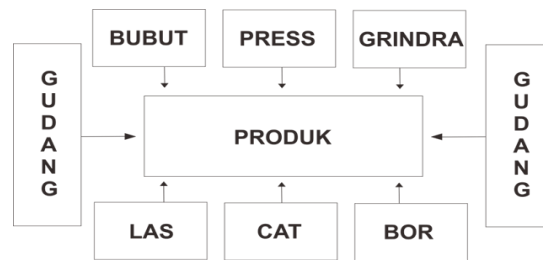 BUBUT
PRESS
GRINDRA
GUDANG
PRODUK
GUDANG
LAS
CAT
BOR